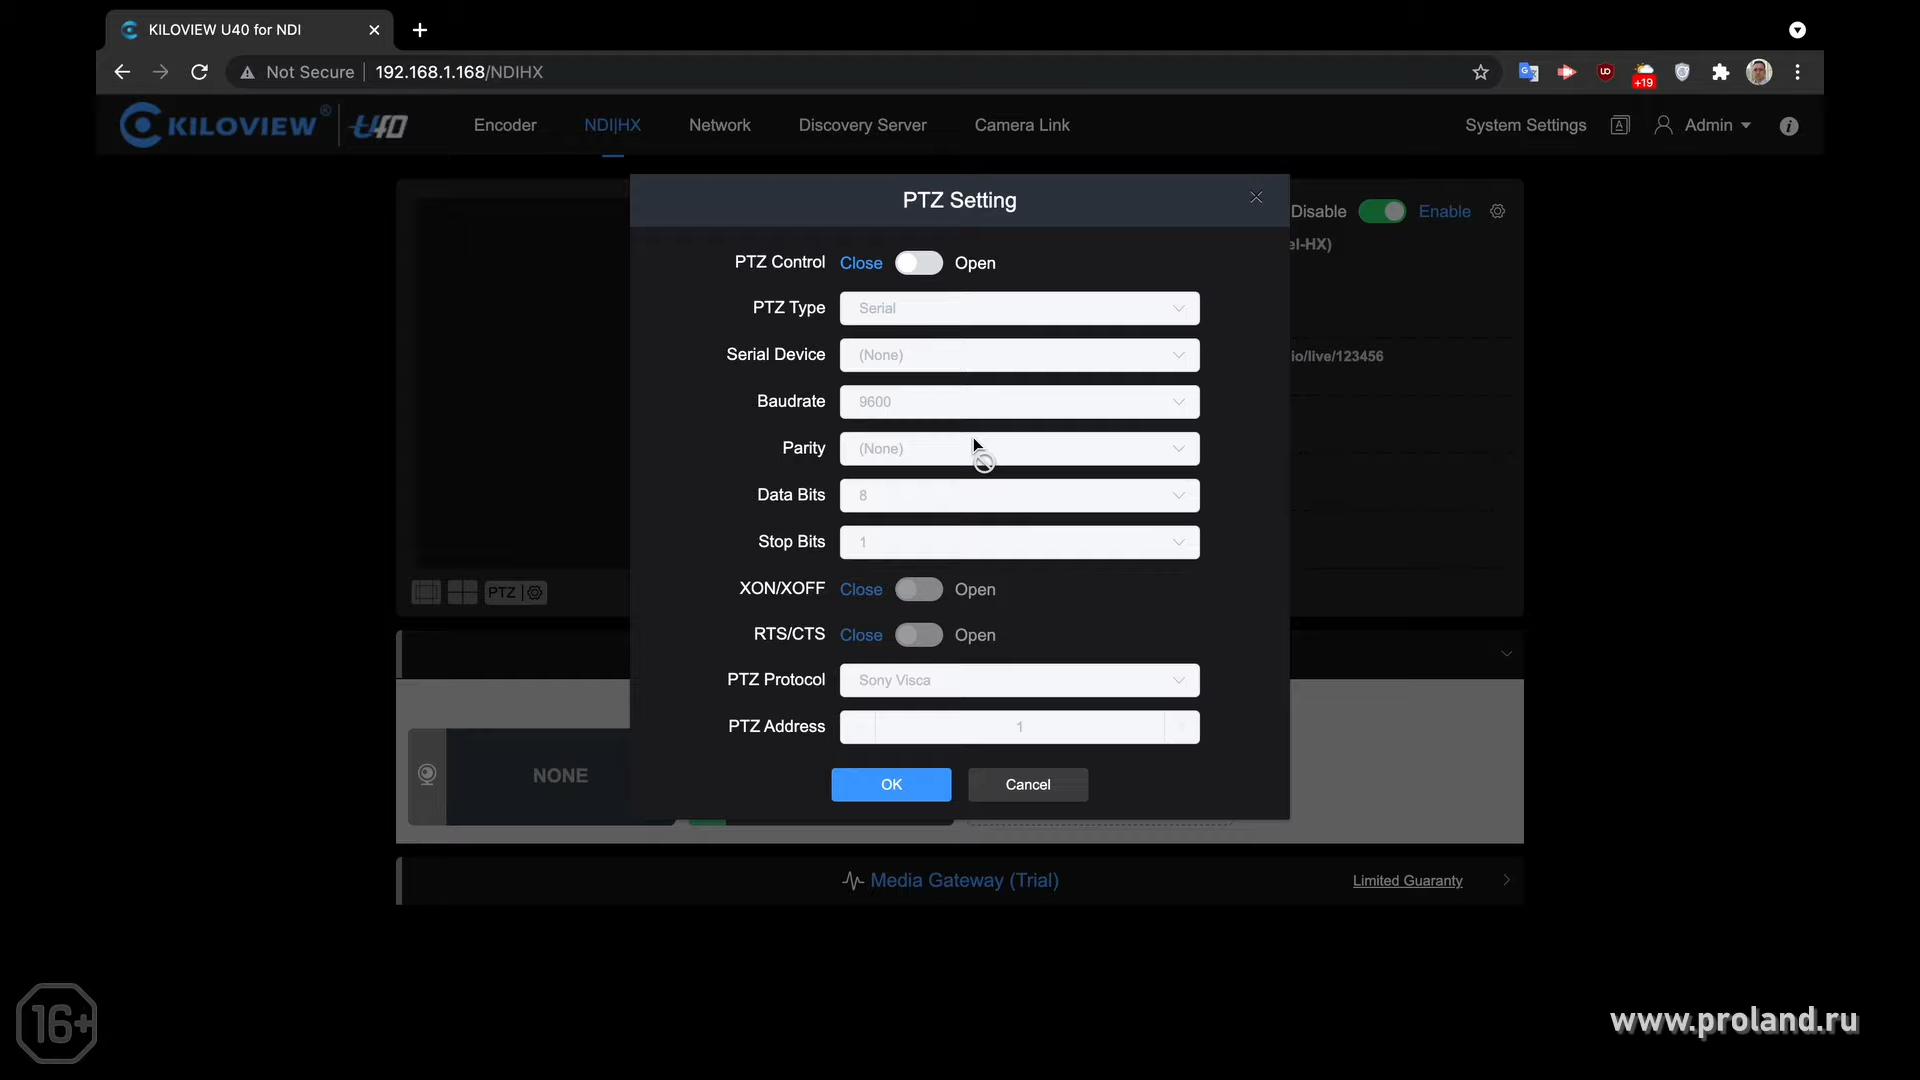 KILOVIEW U40 for NDI
Not Secure
192.168.1.168/NDIHX
+19
KILOVIEW® U40
Encoder
NDI|HX
Network
Discovery Server
Camera Link
System Settings
A
Admin
PTZ Setting
Disable
Enable
el-HX)
PTZ Control Close Open
PTZ Type Serial
Serial Device (None)
io/live/123456
Baudrate 9600
Parity (None)
Data Bits 8
Stop Bits 1
PTZ
XON/XOFF Close Open
RTS/CTS Close Open
PTZ Protocol Sony Visca
PTZ Address 1
NONE
OK
Cancel
Media Gateway (Trial)
Limited Guaranty
16+
www.proland.ru